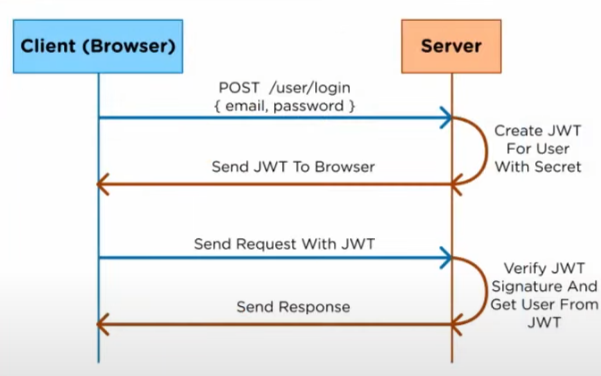 Client (Browser)
Server
POST /user/login
{ email, password }
Create JWT
For User
With Secret
Send JWT To Browser
Send Request With JWT
Verify JWT
Signature And
Get User From
JWT
Send Response